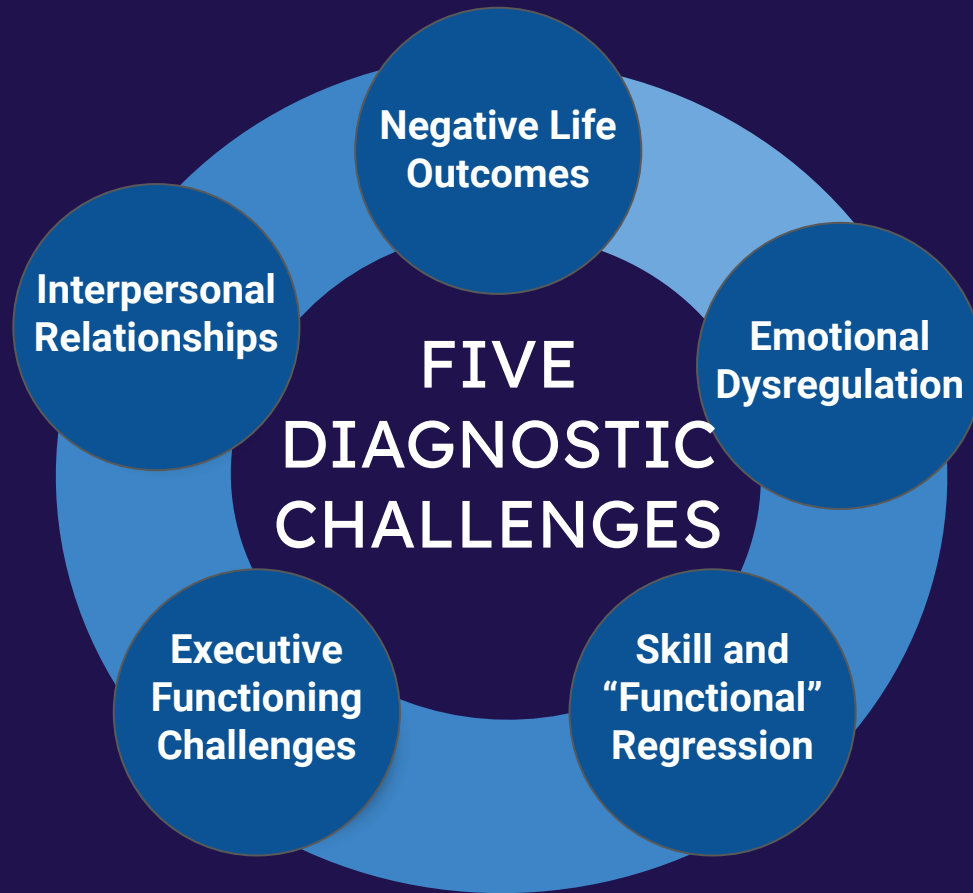 Negative Life
Outcomes
Interpersonal
Relationships
Emotional
Dysregulation
FIVE
DIAGNOSTIC
CHALLENGES
Executive
Functioning
Challenges
Skill and
“Functional”
Regression